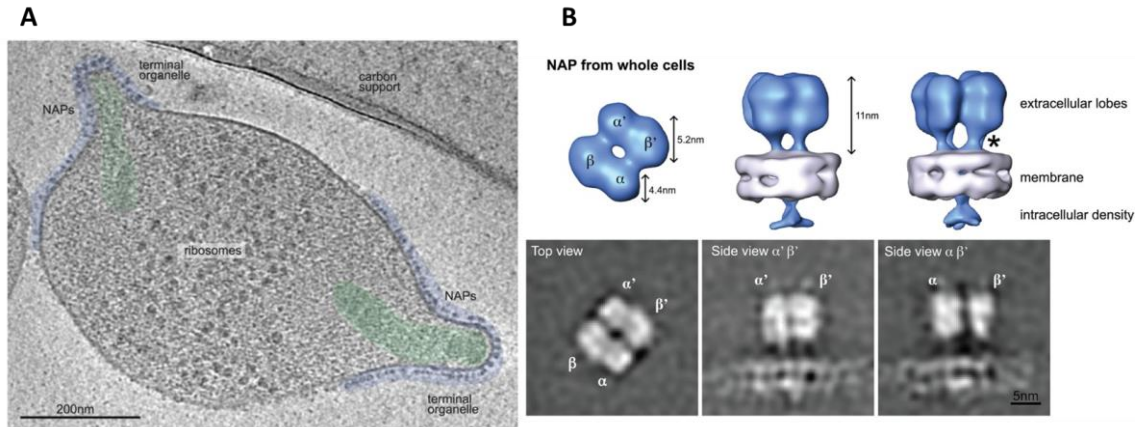 A
terminal
organelle
carbon
support
NAPs
ribosomes
NAPs
terminal
organelle
200nm
B
NAP from whole cells
α'
β'
β
α
5.2nm
4.4nm
11nm
*
extracellular lobes
membrane
intracellular density
Top view
α'
β'
β
α
Side view α' β'
α'
β'
Side view α β'
α
β'
5nm